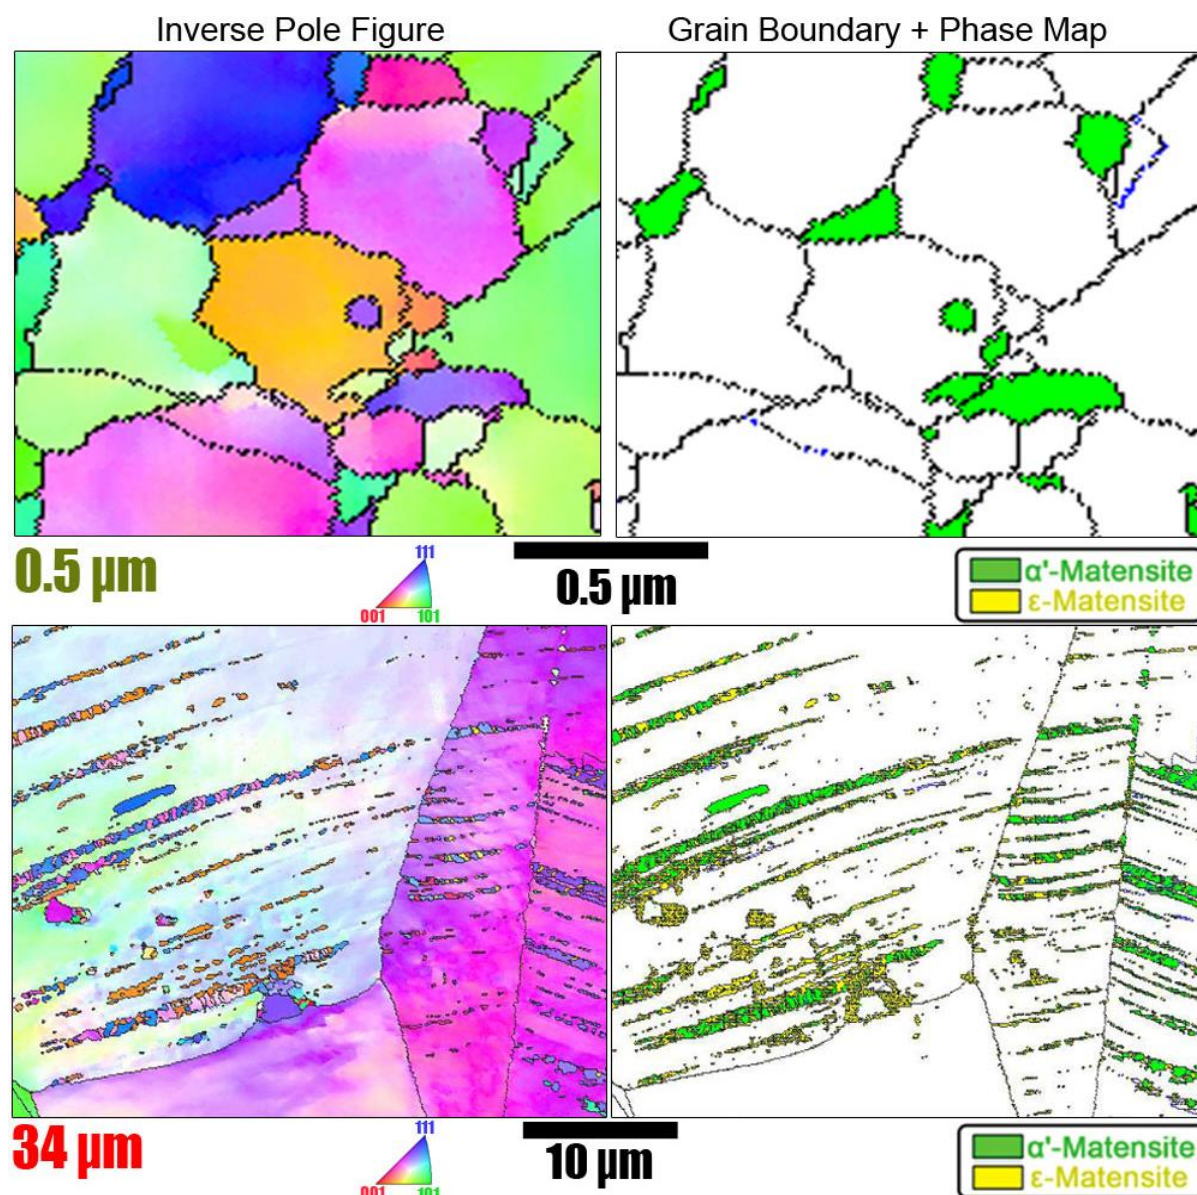 Inverse Pole Figure
Grain Boundary + Phase Map
0.5 µm
111
001 101
0.5 µm
α'-Matensite
ε-Matensite
34 µm
111
001 101
10 µm
α'-Matensite
ε-Matensite